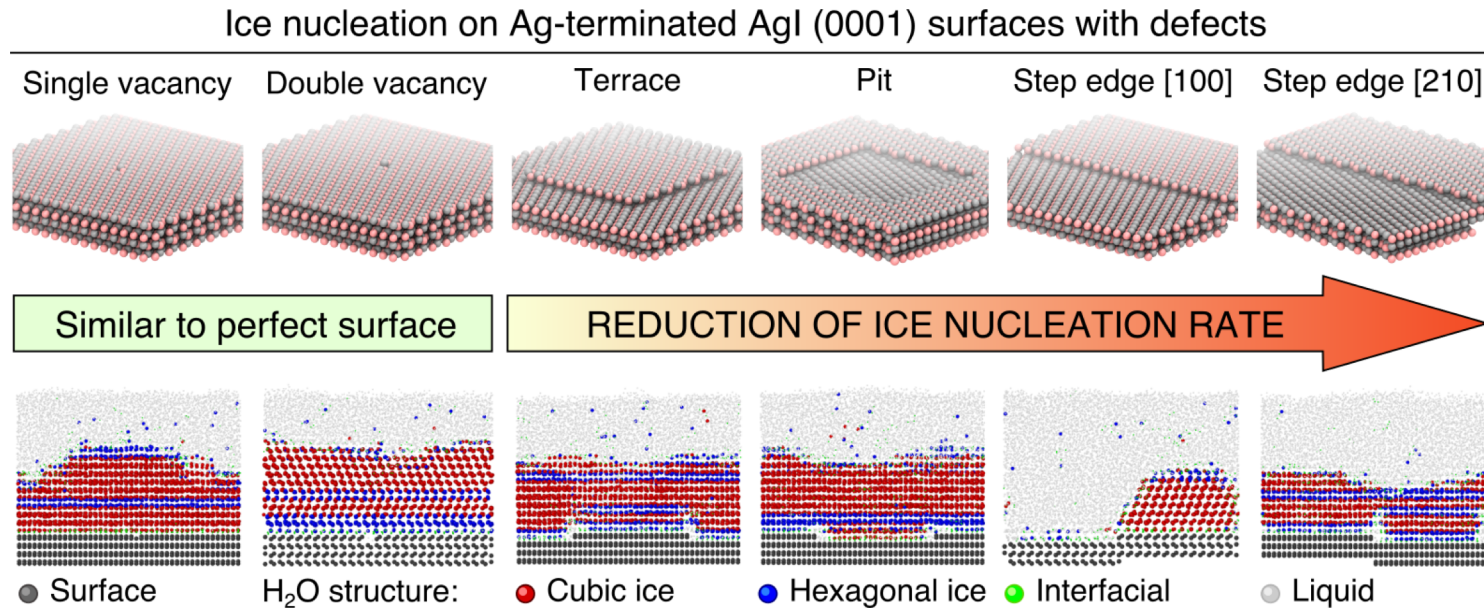 Ice nucleation on Ag-terminated AgI (0001) surfaces with defects
Single vacancy Double vacancy Terrace Pit Step edge [100] Step edge [210]
Similar to perfect surface REDUCTION OF ICE NUCLEATION RATE
Surface H₂O structure: Cubic ice Hexagonal ice Interfacial Liquid